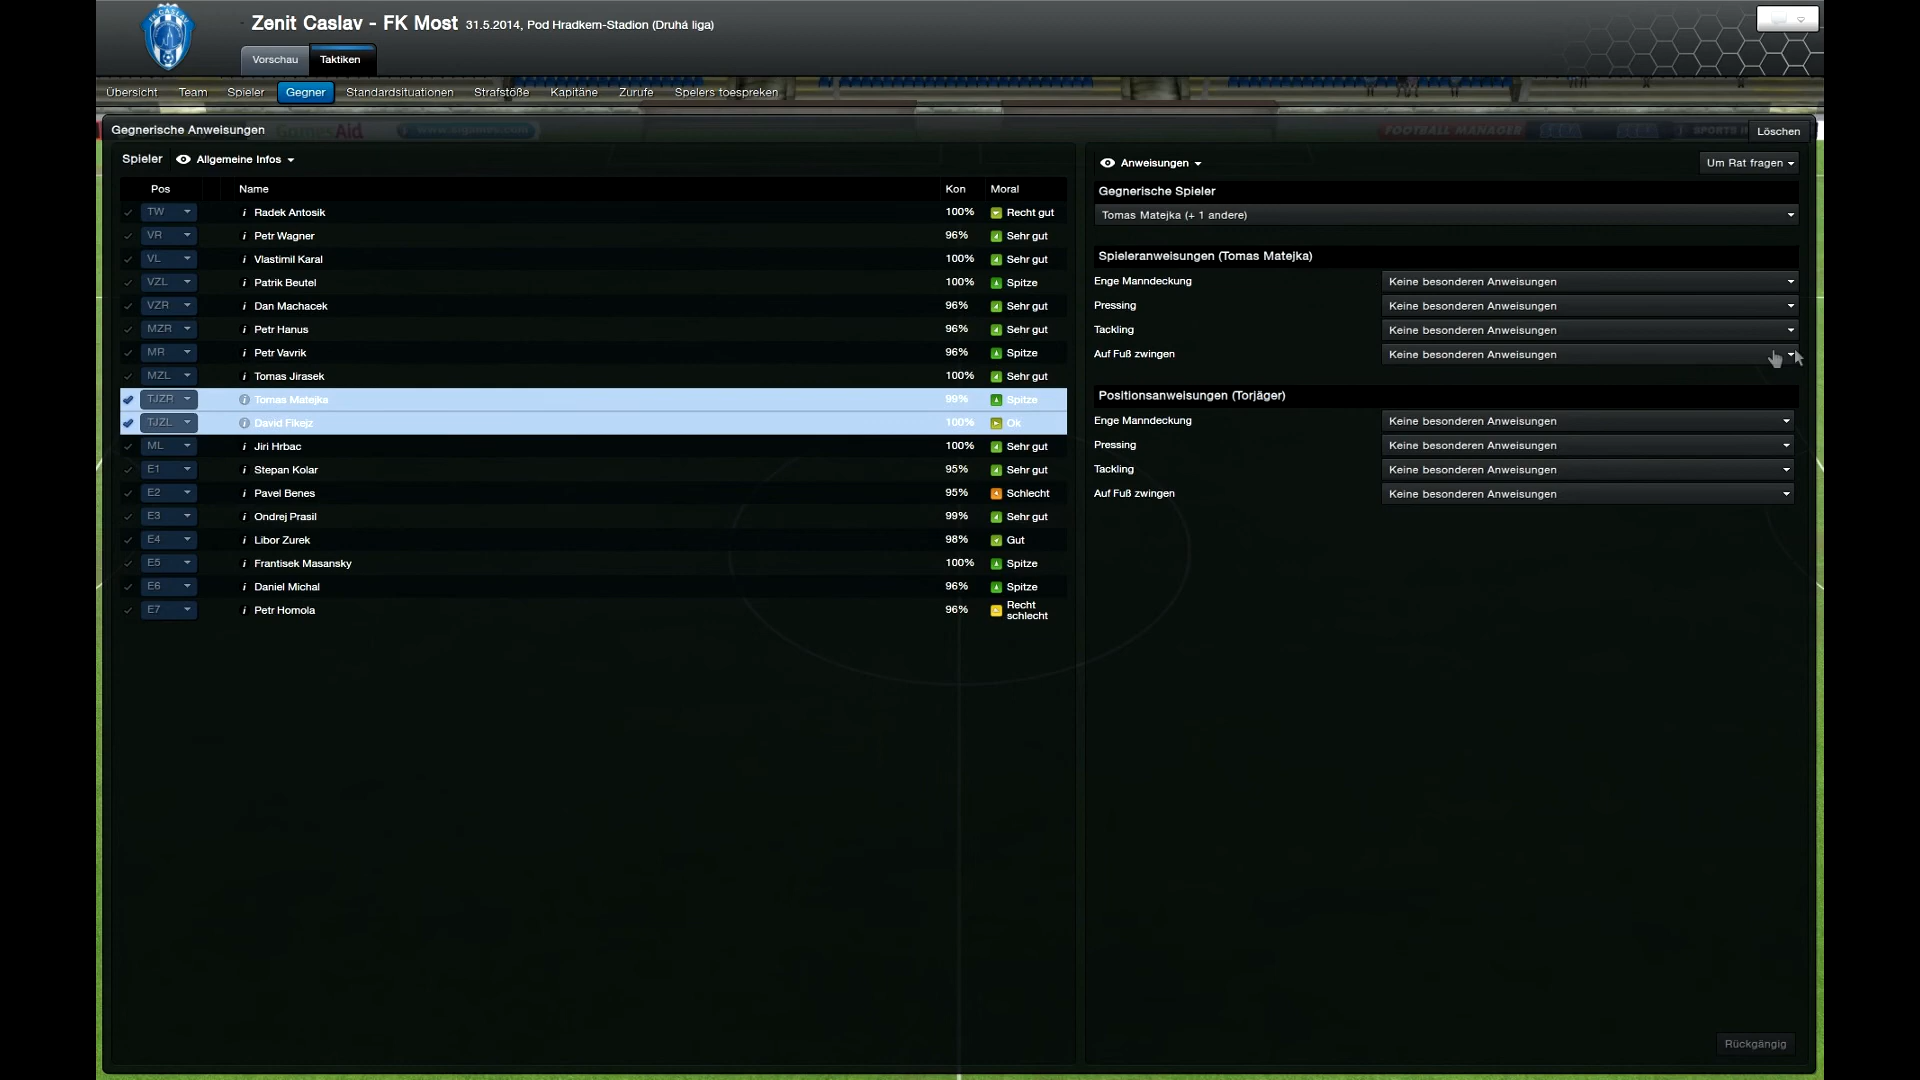 Zenit Caslav - FK Most 31.5.2014, Pod Hradkem-Stadion (Druhá liga)
Vorschau Taktiken
Übersicht Team Spieler Gegner Standardsituationen Strafstöße Kapitäne Zurufe Spelers toespreken
Gegnerische Anweisungen
GamesAid www.sigames.com FOOTBALL MANAGER SEGA SEGA SPORTS
Löschen
Spieler Allgemeine Infos
Pos Name Kon Moral
TW Radek Antosik 100% Recht gut
VR Petr Wagner 96% Sehr gut
VL Vlastimil Karal 100% Sehr gut
VZL Patrik Beutel 100% Spitze
VZR Dan Machacek 96% Sehr gut
MZR Petr Hanus 96% Sehr gut
MR Petr Vavrik 96% Spitze
MZL Tomas Jirasek 100% Sehr gut
TJZR Tomas Matejka 99% Spitze
TJZL David Fikejz 100% Ok
ML Jiri Hrbac 100% Sehr gut
E1 Stepan Kolar 95% Sehr gut
E2 Pavel Benes 95% Schlecht
E3 Ondrej Prasil 99% Sehr gut
E4 Libor Zurek 98% Gut
E5 Frantisek Masansky 100% Spitze
E6 Daniel Michal 96% Spitze
E7 Petr Homola 96% Recht
schlecht
Anweisungen Um Rat fragen
Gegnerische Spieler
Tomas Matejka (+ 1 andere)
Spieleranweisungen (Tomas Matejka)
Enge Manndeckung Keine besonderen Anweisungen
Pressing Keine besonderen Anweisungen
Tackling Keine besonderen Anweisungen
Auf Fuß zwingen Keine besonderen Anweisungen
Positionsanweisungen (Torjäger)
Enge Manndeckung Keine besonderen Anweisungen
Pressing Keine besonderen Anweisungen
Tackling Keine besonderen Anweisungen
Auf Fuß zwingen Keine besonderen Anweisungen
Rückgängig